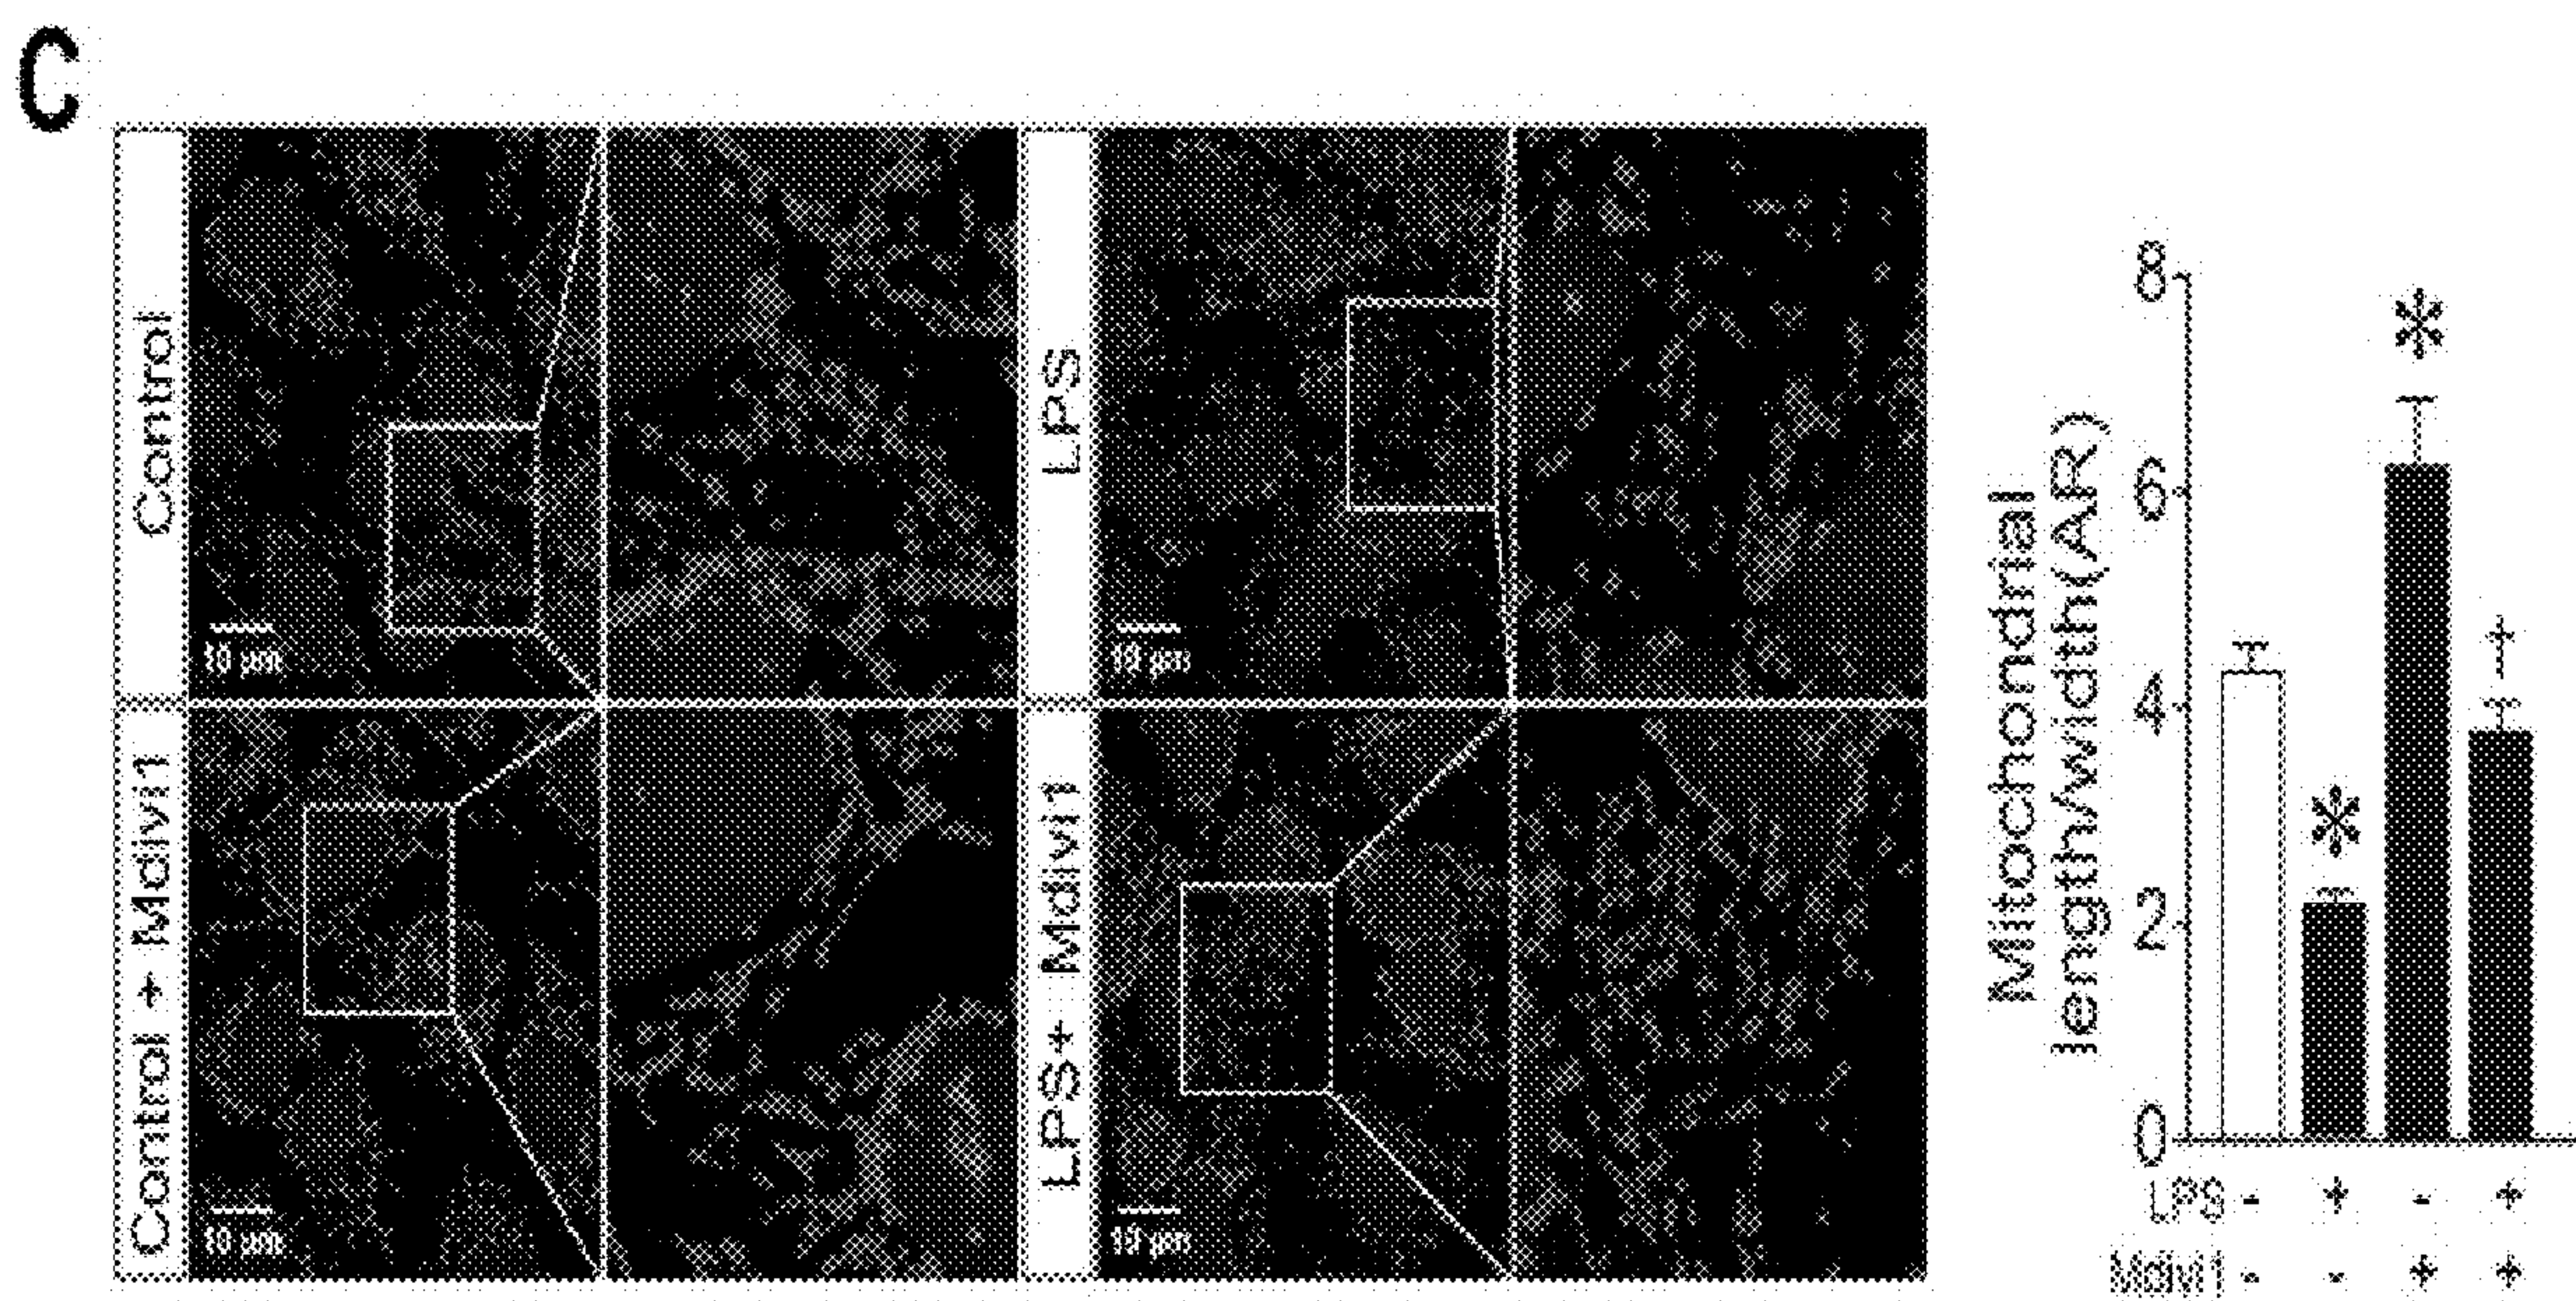 C
Control
10 µm
LPS
10 µm
Control + Mdivi1
10 µm
LPS+ Mdivi1
10 µm
Mitochondrial
length/width(AR)
8
6
4
2
0
*
*
†
LPS - + - +
Mdivi1 - - + +